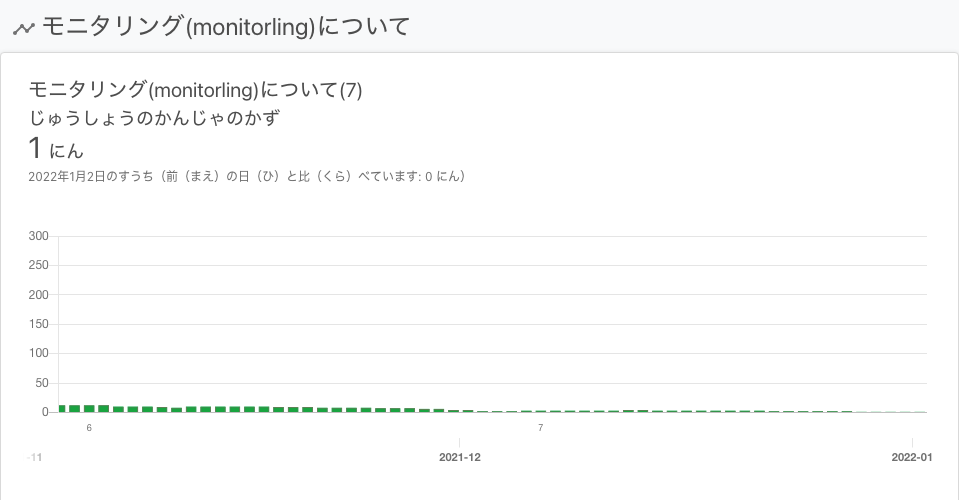 モニタリング(monitorling)について
モニタリング(monitorling)について(7)
じゅうしょうのかんじゃのかず
1 にん
2022年1月2日のすうち（前（まえ）の日（ひ）と比（くら）べています: 0 にん）
300
250
200
150
100
50
0
6 7
-11 2021-12 2022-01